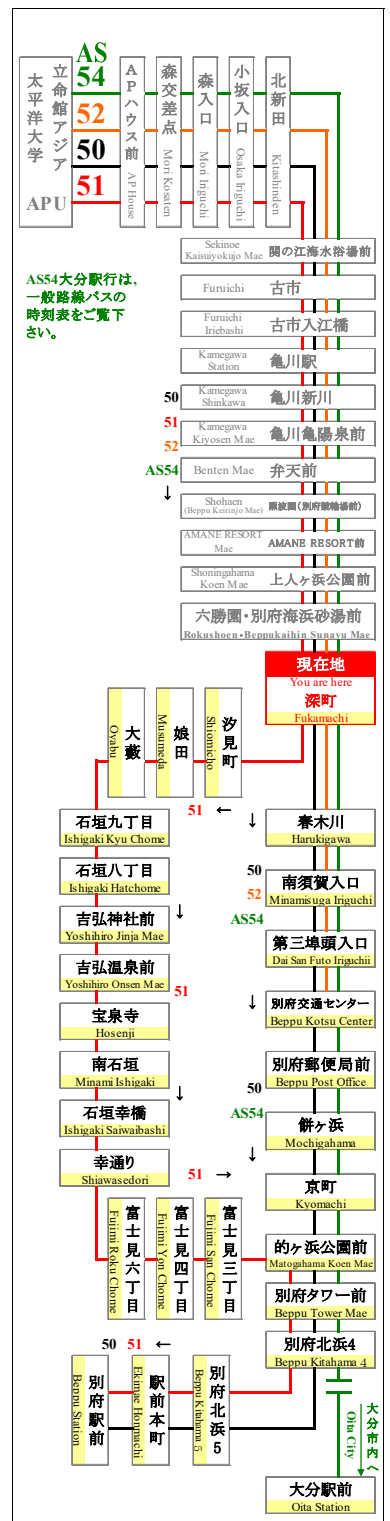 AS
54
52
50
51
立命館アジア
太平洋大学
APU
APハウス前
AP House
森交差点
Mori Kosaten
森入口
Mori Iriguchi
小坂入口
Osaka Iriguchi
北新田
Kitashinden
AS54大分駅行は,
一般路線バスの
時刻表をご覧下
さい。
Sekinoe
Kaisuiyokujo Mae
関の江海水浴場前
Furuichi
古市
Furuichi
Iriebashi
古市入江橋
Kamegawa
Station
亀川駅
50
Kamegawa
Shinkawa
亀川新川
51
52
Kamegawa
Kiyosen Mae
亀川亀陽泉前
AS54
↓
Benten Mae
弁天前
Shohaen
(Beppu Keirinjo Mae)
照波園(別府競輪場前)
AMANE RESORT
Mae
AMANE RESORT前
Shoningahama
Koen Mae
上人ヶ浜公園前
六勝園・別府海浜砂湯前
Rokushoen・Beppukaihin Sunayu Mae
現在地
You are here
深町
Fukamachi
汐見町
Shiomicho
娘田
Musumeda
大藪
Oyabu
51 ←
石垣九丁目
Ishigaki Kyu Chome
石垣八丁目
Ishigaki Hatchome
吉弘神社前
Yoshihiro Jinja Mae
↓
吉弘温泉前
Yoshihiro Onsen Mae
51
宝泉寺
Hosenji
南石垣
Minami Ishigaki
↓
石垣幸橋
Ishigaki Saiwaibashi
幸通り
Shiawasedori
51 →
富士見六丁目
Fujimi Roku Chome
富士見四丁目
Fujimi Yon Chome
富士見三丁目
Fujimi San Chome
↓
春木川
Harukigawa
50
52
AS54
南須賀入口
Minamisuga Iriguchi
第三埠頭入口
Dai San Futo Iriguchii
↓
別府交通センター
Beppu Kotsu Center
50
AS54
↓
別府郵便局前
Beppu Post Office
餅ヶ浜
Mochigahama
京町
Kyomachi
的ヶ浜公園前
Matogahama Koen Mae
別府タワー前
Beppu Tower Mae
別府北浜4
Beppu Kitahama 4
50 51 ←
別府北浜5
Beppu Kitahama 5
駅前本町
Ekimae Honmachi
別府駅前
Beppu Station
大分市内へ
Oita City
大分駅前
Oita Station